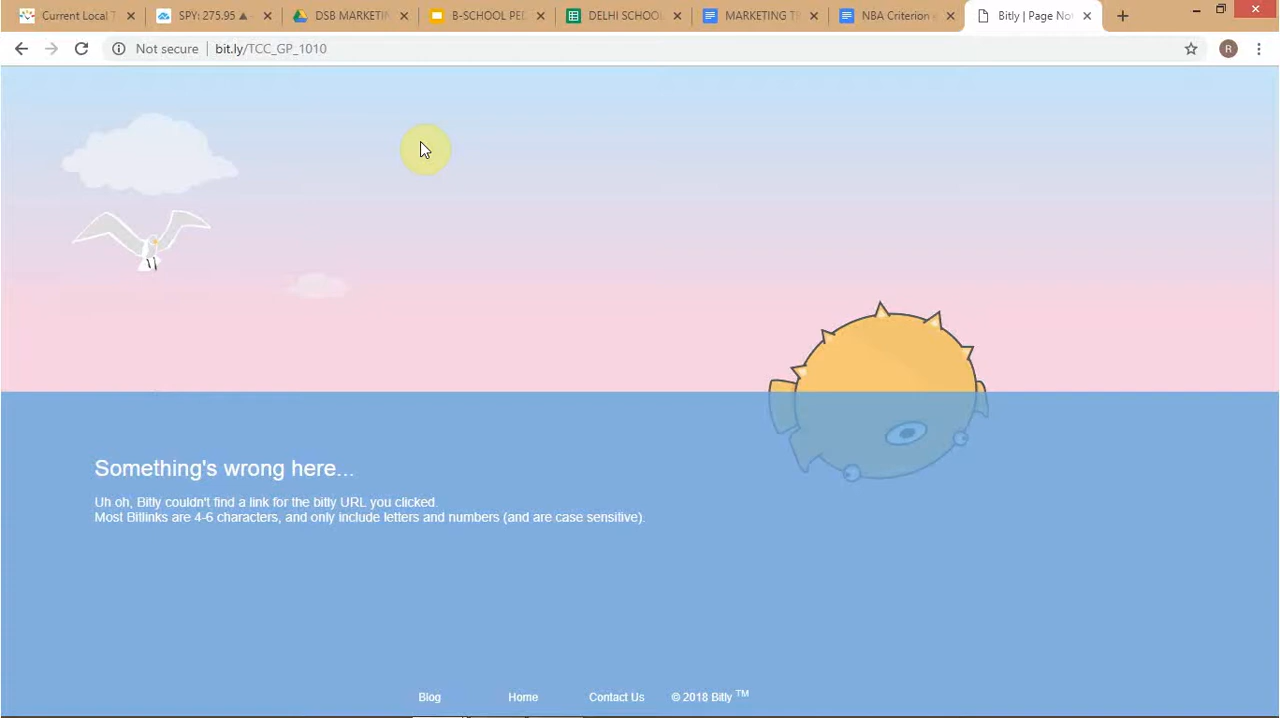 Current Local T
SPY: 275.95 ▲
DSB MARKETIN
B-SCHOOL PE
DELHI SCHOO
MARKETING T
NBA Criterion
Bitly | Page No
Not secure
bit.ly/TCC_GP_1010
R
Something's wrong here...
Uh oh, Bitly couldn't find a link for the bitly URL you clicked.
Most Bitlinks are 4-6 characters, and only include letters and numbers (and are case sensitive).
Blog
Home
Contact Us
© 2018 Bitly TM